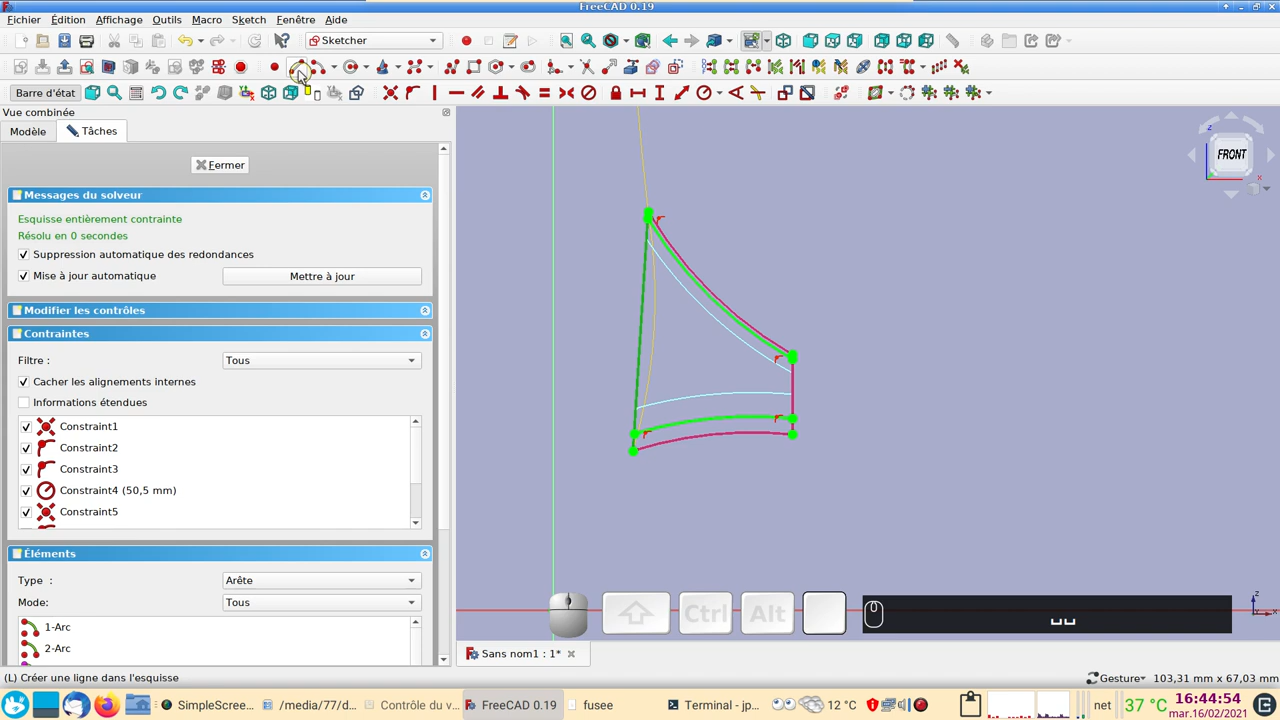 FreeCAD 0.19
Fichier Édition Affichage Outils Macro Sketch Fenêtre Aide
Sketcher
Barre d'état
Vue combinée
Modèle Tâches
Fermer
Messages du solveur
Esquisse entièrement contrainte
Résolu en 0 secondes
Suppression automatique des redondances
Mise à jour automatique Mettre à jour
Modifier les contrôles
Contraintes
Filtre : Tous
Cacher les alignements internes
Informations étendues
Constraint1
Constraint2
Constraint3
Constraint4 (50,5 mm)
Constraint5
Éléments
Type : Arête
Mode: Tous
1-Arc
2-Arc
FRONT
z
x
Ctrl Alt
z
x
Sans nom1 : 1*
(L) Créer une ligne dans l'esquisse
Gesture 103,31 mm x 67,03 mm
SimpleScree... /media/77/d... Contrôle du v... FreeCAD 0.19 fusee Terminal - jp... 12 °C net 37 °C 16:44:54
mar.16/02/2021